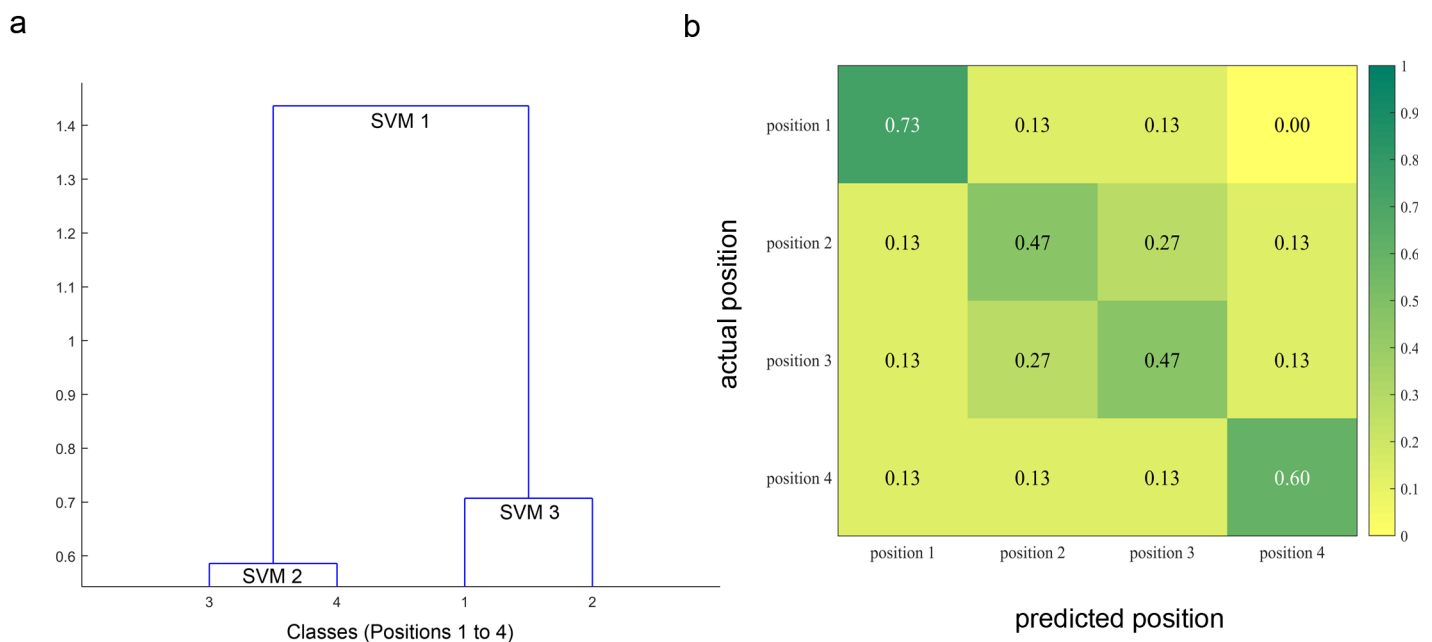 a
1.4
1.3
1.2
1.1
1
0.9
0.8
0.7
0.6
SVM 1
SVM 3
SVM 2
3 4 1 2
Classes (Positions 1 to 4)
b
actual position
position 1 0.73 0.13 0.13 0.00
position 2 0.13 0.47 0.27 0.13
position 3 0.13 0.27 0.47 0.13
position 4 0.13 0.13 0.13 0.60
position 1 position 2 position 3 position 4
predicted position
1
0.9
0.8
0.7
0.6
0.5
0.4
0.3
0.2
0.1
0